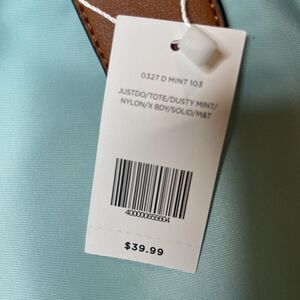 0327 D MINT 103
JUSTDO/TOTE/DUSTY MINT/
NYLON/X BDY/SOLID/M&T
400000655604
$39.99